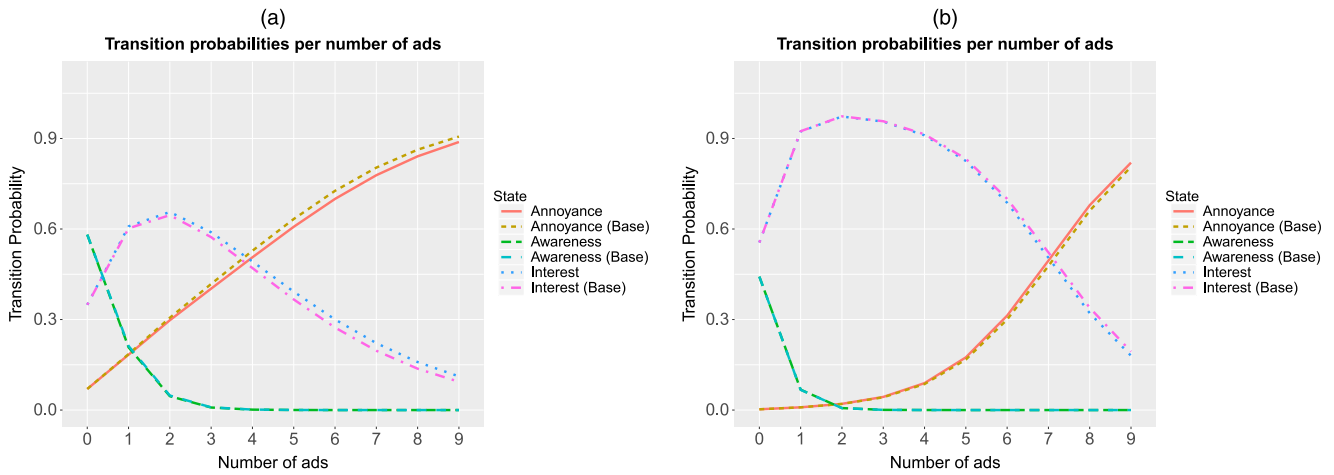 (a)
Transition probabilities per number of ads
Transition Probability
0.9
0.6
0.3
0.0
0 1 2 3 4 5 6 7 8 9
Number of ads
State
Annoyance
Annoyance (Base)
Awareness
Awareness (Base)
Interest
Interest (Base)
(b)
Transition probabilities per number of ads
Transition Probability
0.9
0.6
0.3
0.0
0 1 2 3 4 5 6 7 8 9
Number of ads
State
Annoyance
Annoyance (Base)
Awareness
Awareness (Base)
Interest
Interest (Base)